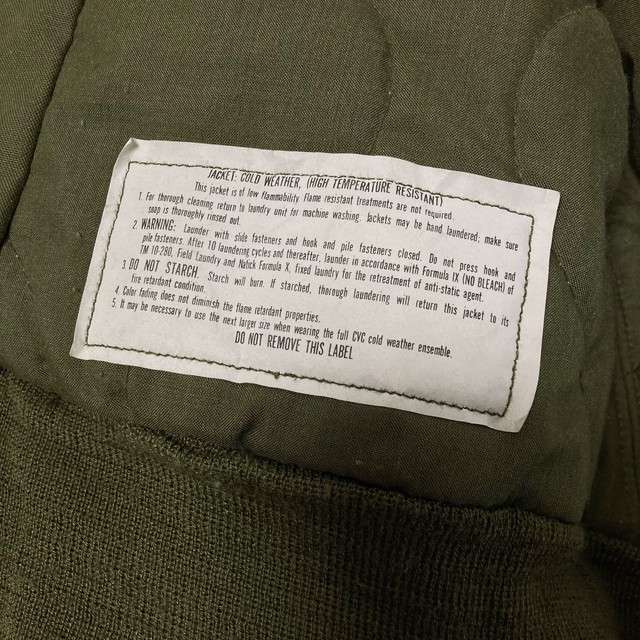 JACKET: COLD WEATHER, (HIGH TEMPERATURE RESISTANT)
This jacket is of low flammability flame resistant treatments are not required.
1. For thorough cleaning return to laundry unit for machine washing. Jackets may be hand laundered; make sure
soap is thoroughly rinsed out.
2. WARNING: Launder with side fasteners and hook and pile fasteners closed. Do not press hook and
pile fasteners. After 10 laundering cycles and thereafter, launder in accordance with Formula IX (NO BLEACH) of
TM 10-280, Field Laundry and Natick Formula X, fixed laundry for the retreatment of anti-static agent.
3. DO NOT STARCH. Starch will burn. If starched, thorough laundering will return this jacket to its
fire retardant condition.
4. Color fading does not diminish the flame retardant properties.
5. It may be necessary to use the next larger size when wearing the full CVC cold weather ensemble.
DO NOT REMOVE THIS LABEL